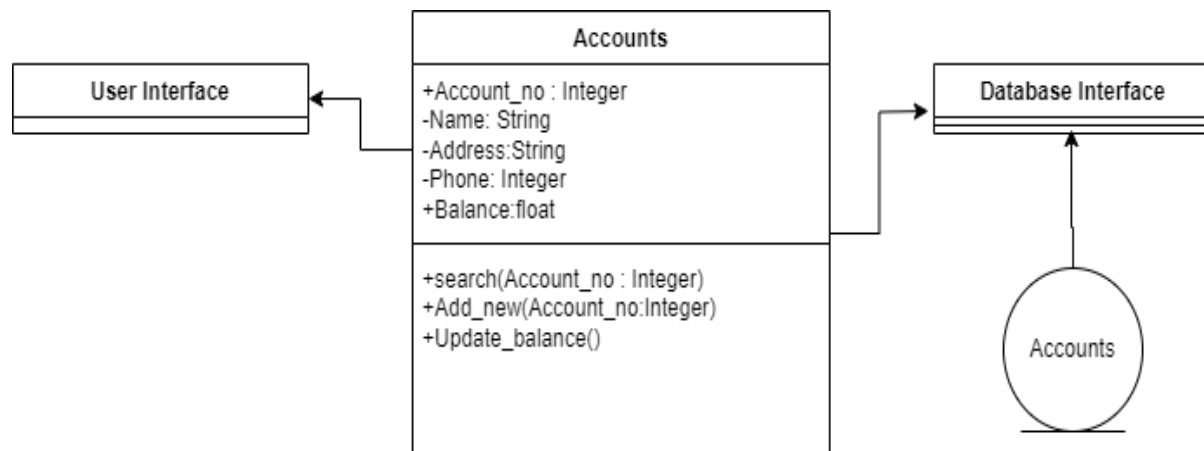 User Interface
Accounts
+Account_no : Integer
-Name: String
-Address:String
-Phone: Integer
+Balance:float
+search(Account_no : Integer)
+Add_new(Account_no:Integer)
+Update_balance()
Database Interface
Accounts